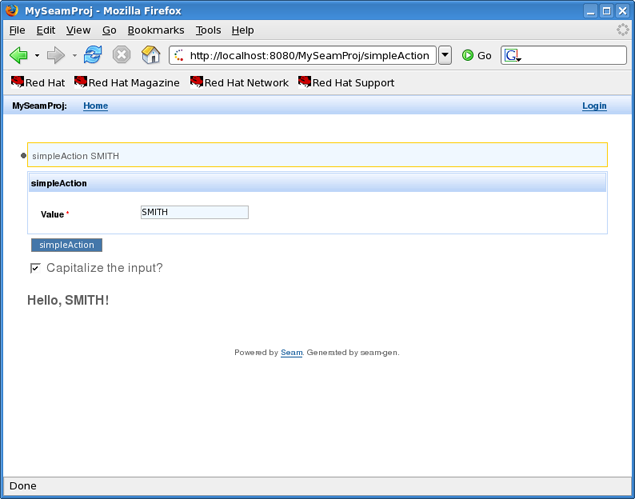 MySeamProj - Mozilla Firefox
File Edit View Go Bookmarks Tools Help
http://localhost:8080/MySeamProj/simpleAction Go G
Red Hat Red Hat Magazine Red Hat Network Red Hat Support
MySeamProj: Home Login
simpleAction SMITH
simpleAction
Value * SMITH
simpleAction
Capitalize the input?
Hello, SMITH!
Powered by Seam. Generated by seam-gen.
Done